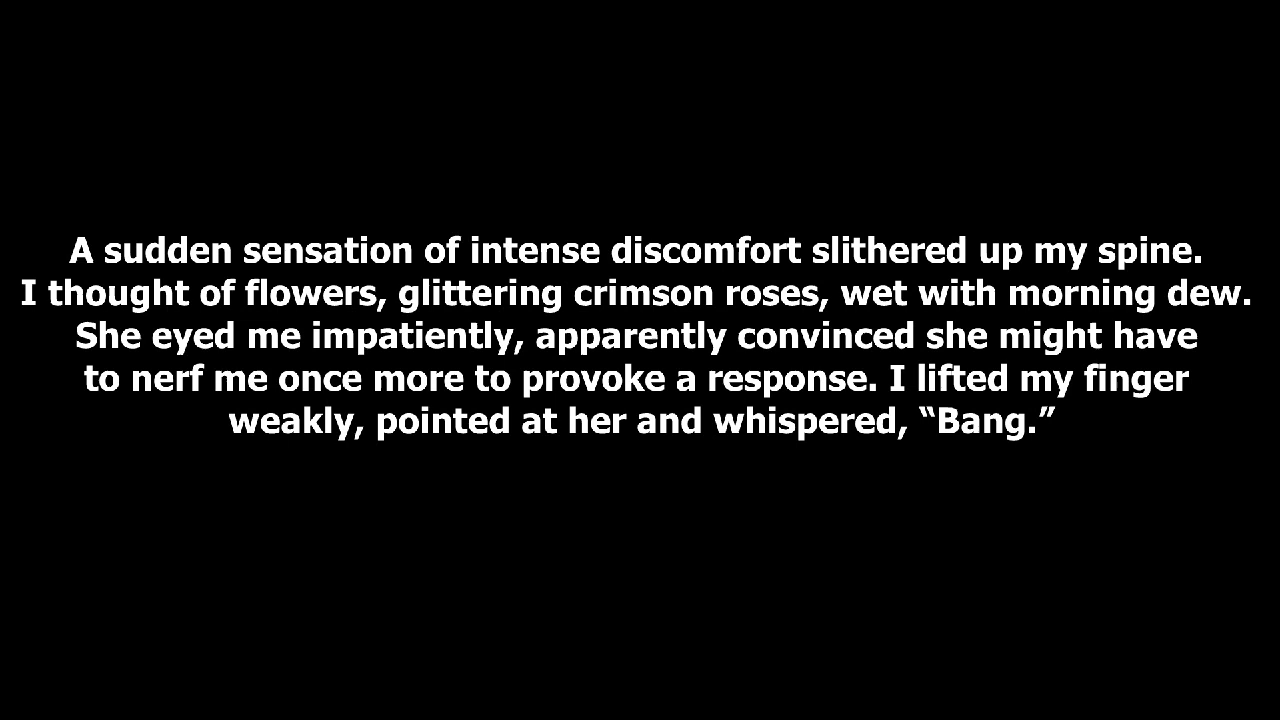 A sudden sensation of intense discomfort slithered up my spine.
I thought of flowers, glittering crimson roses, wet with morning dew.
She eyed me impatiently, apparently convinced she might have
to nerf me once more to provoke a response. I lifted my finger
weakly, pointed at her and whispered, “Bang.”